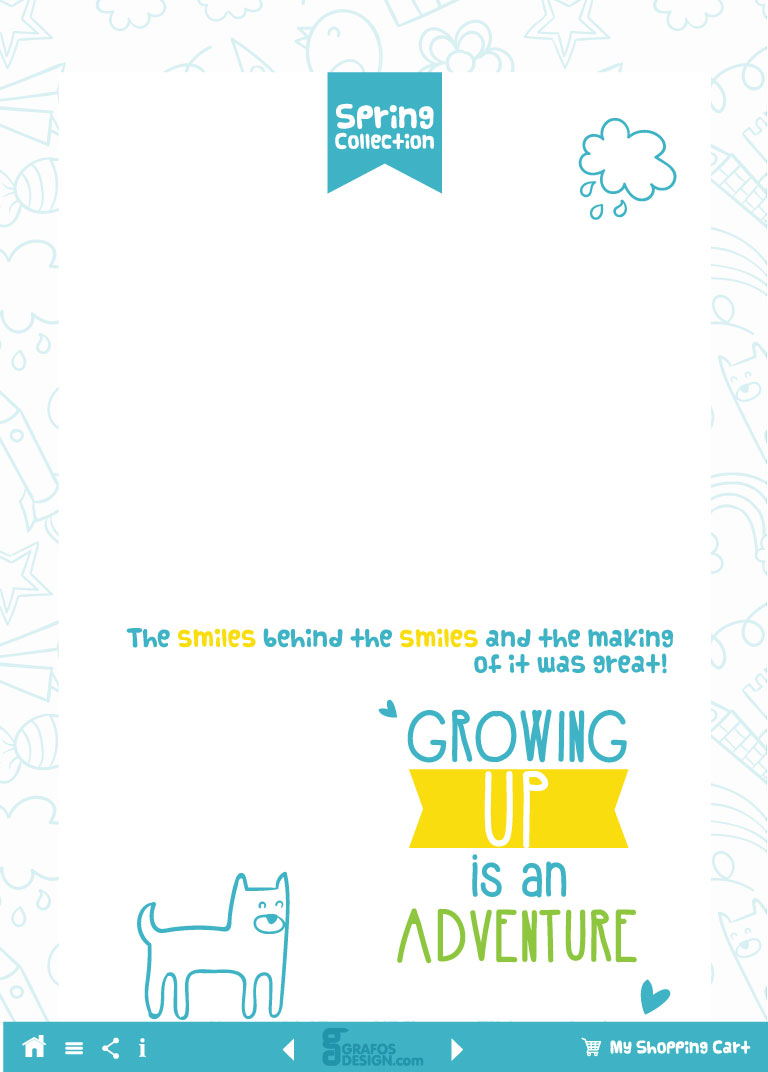 Spring
Collection
The smiles behind the smiles and the making
of it was great!
GROWING
UP
is an
ADVENTURE
GRAFOS
DESIGN.com
My Shopping Cart